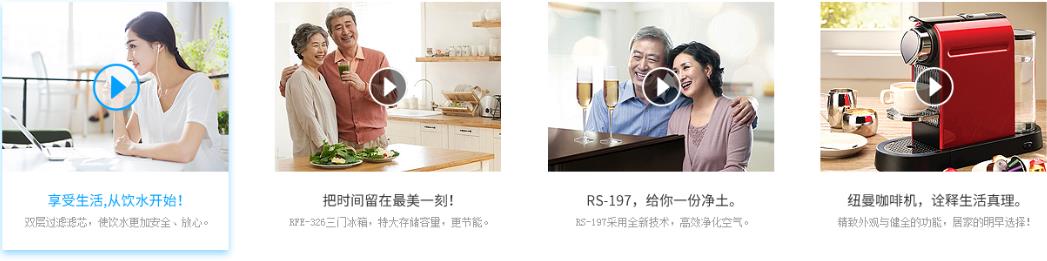 享受生活,从饮水开始!
双层过滤滤芯，使饮水更加安全、放心。
把时间留在最美一刻!
RFE-326三门冰箱，特大存储容量，更节能。
RS-197，给你一份净土。
RS-197采用全新技术，高效净化空气。
纽曼咖啡机，诠释生活真理。
精致外观与健全的功能，居家的明早选择!